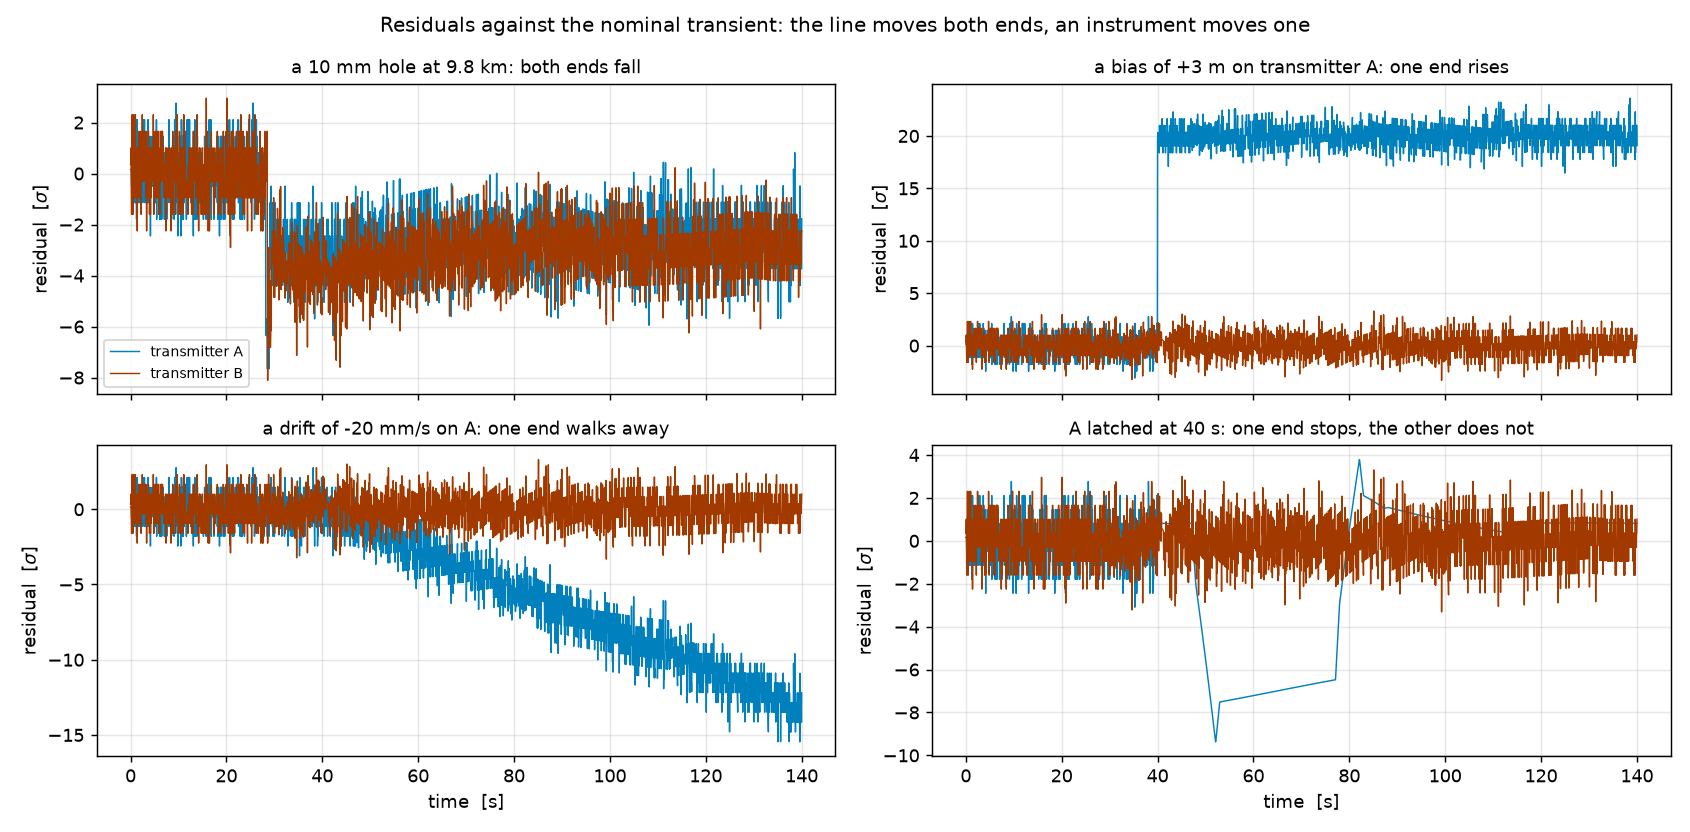 Residuals against the nominal transient: the line moves both ends, an instrument moves one
a 10 mm hole at 9.8 km: both ends fall
residual [σ]
2
0
−2
−4
−6
−8
transmitter A
transmitter B
a bias of +3 m on transmitter A: one end rises
residual [σ]
20
15
10
5
0
a drift of -20 mm/s on A: one end walks away
residual [σ]
0
−5
−10
−15
0 20 40 60 80 100 120 140
time [s]
A latched at 40 s: one end stops, the other does not
residual [σ]
4
2
0
−2
−4
−6
−8
−10
0 20 40 60 80 100 120 140
time [s]